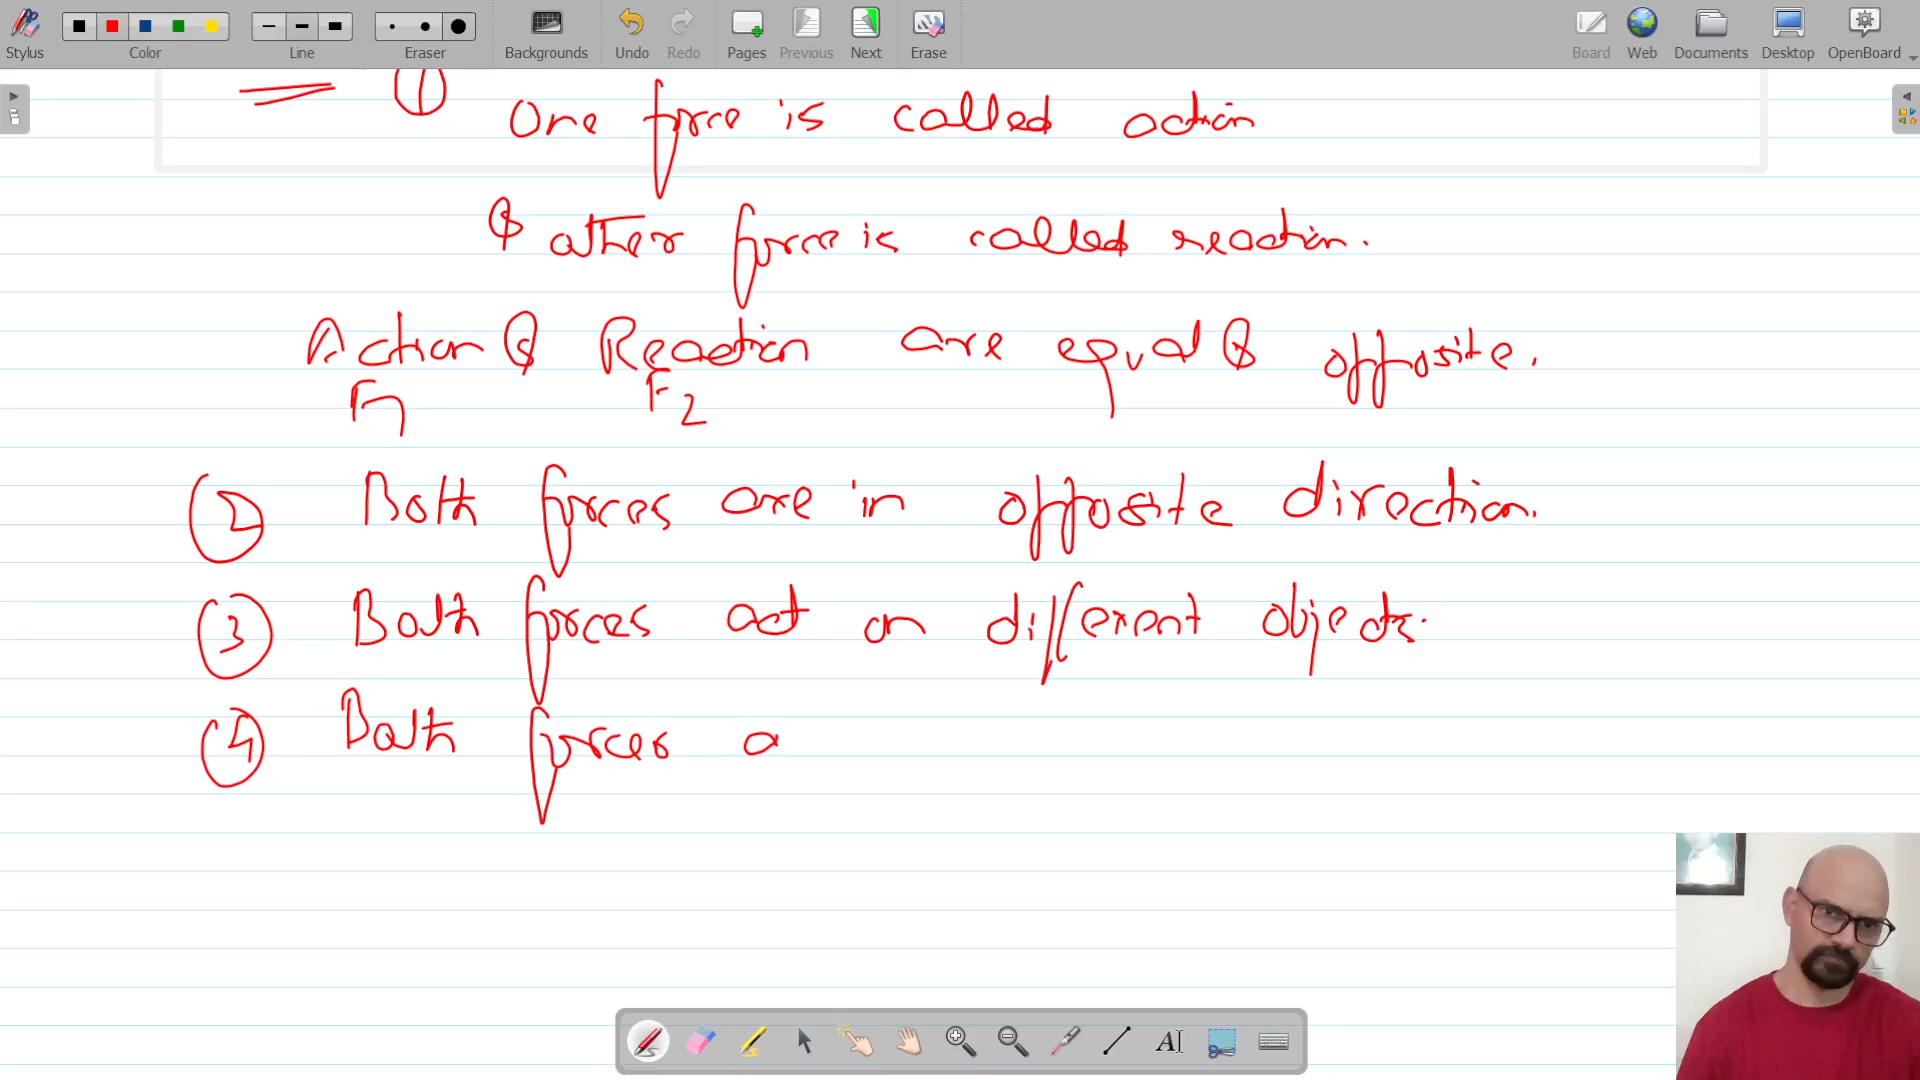 Stylus Color Line Eraser Backgrounds Undo Redo Pages Previous Next Erase Board Web Documents Desktop OpenBoard
① One force is called action
& other force is called reaction.
Action & Reaction are equal & opposite.
F1 F2
② Both forces are in opposite direction.
③ Both forces act on different objects.
④ Both forces a